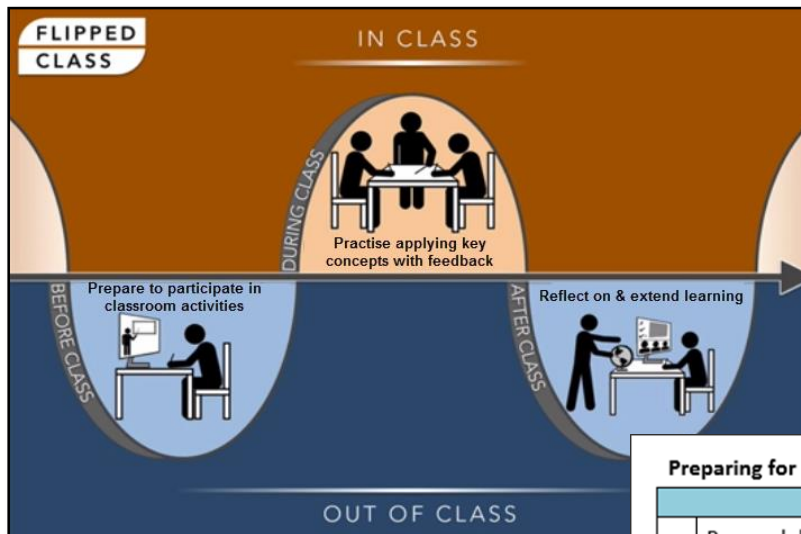 FLIPPED
CLASS
IN CLASS
DURING CLASS
Practise applying key
concepts with feedback
BEFORE CLASS
Prepare to participate in
classroom activities
AFTER CLASS
Reflect on & extend learning
OUT OF CLASS
Preparing for